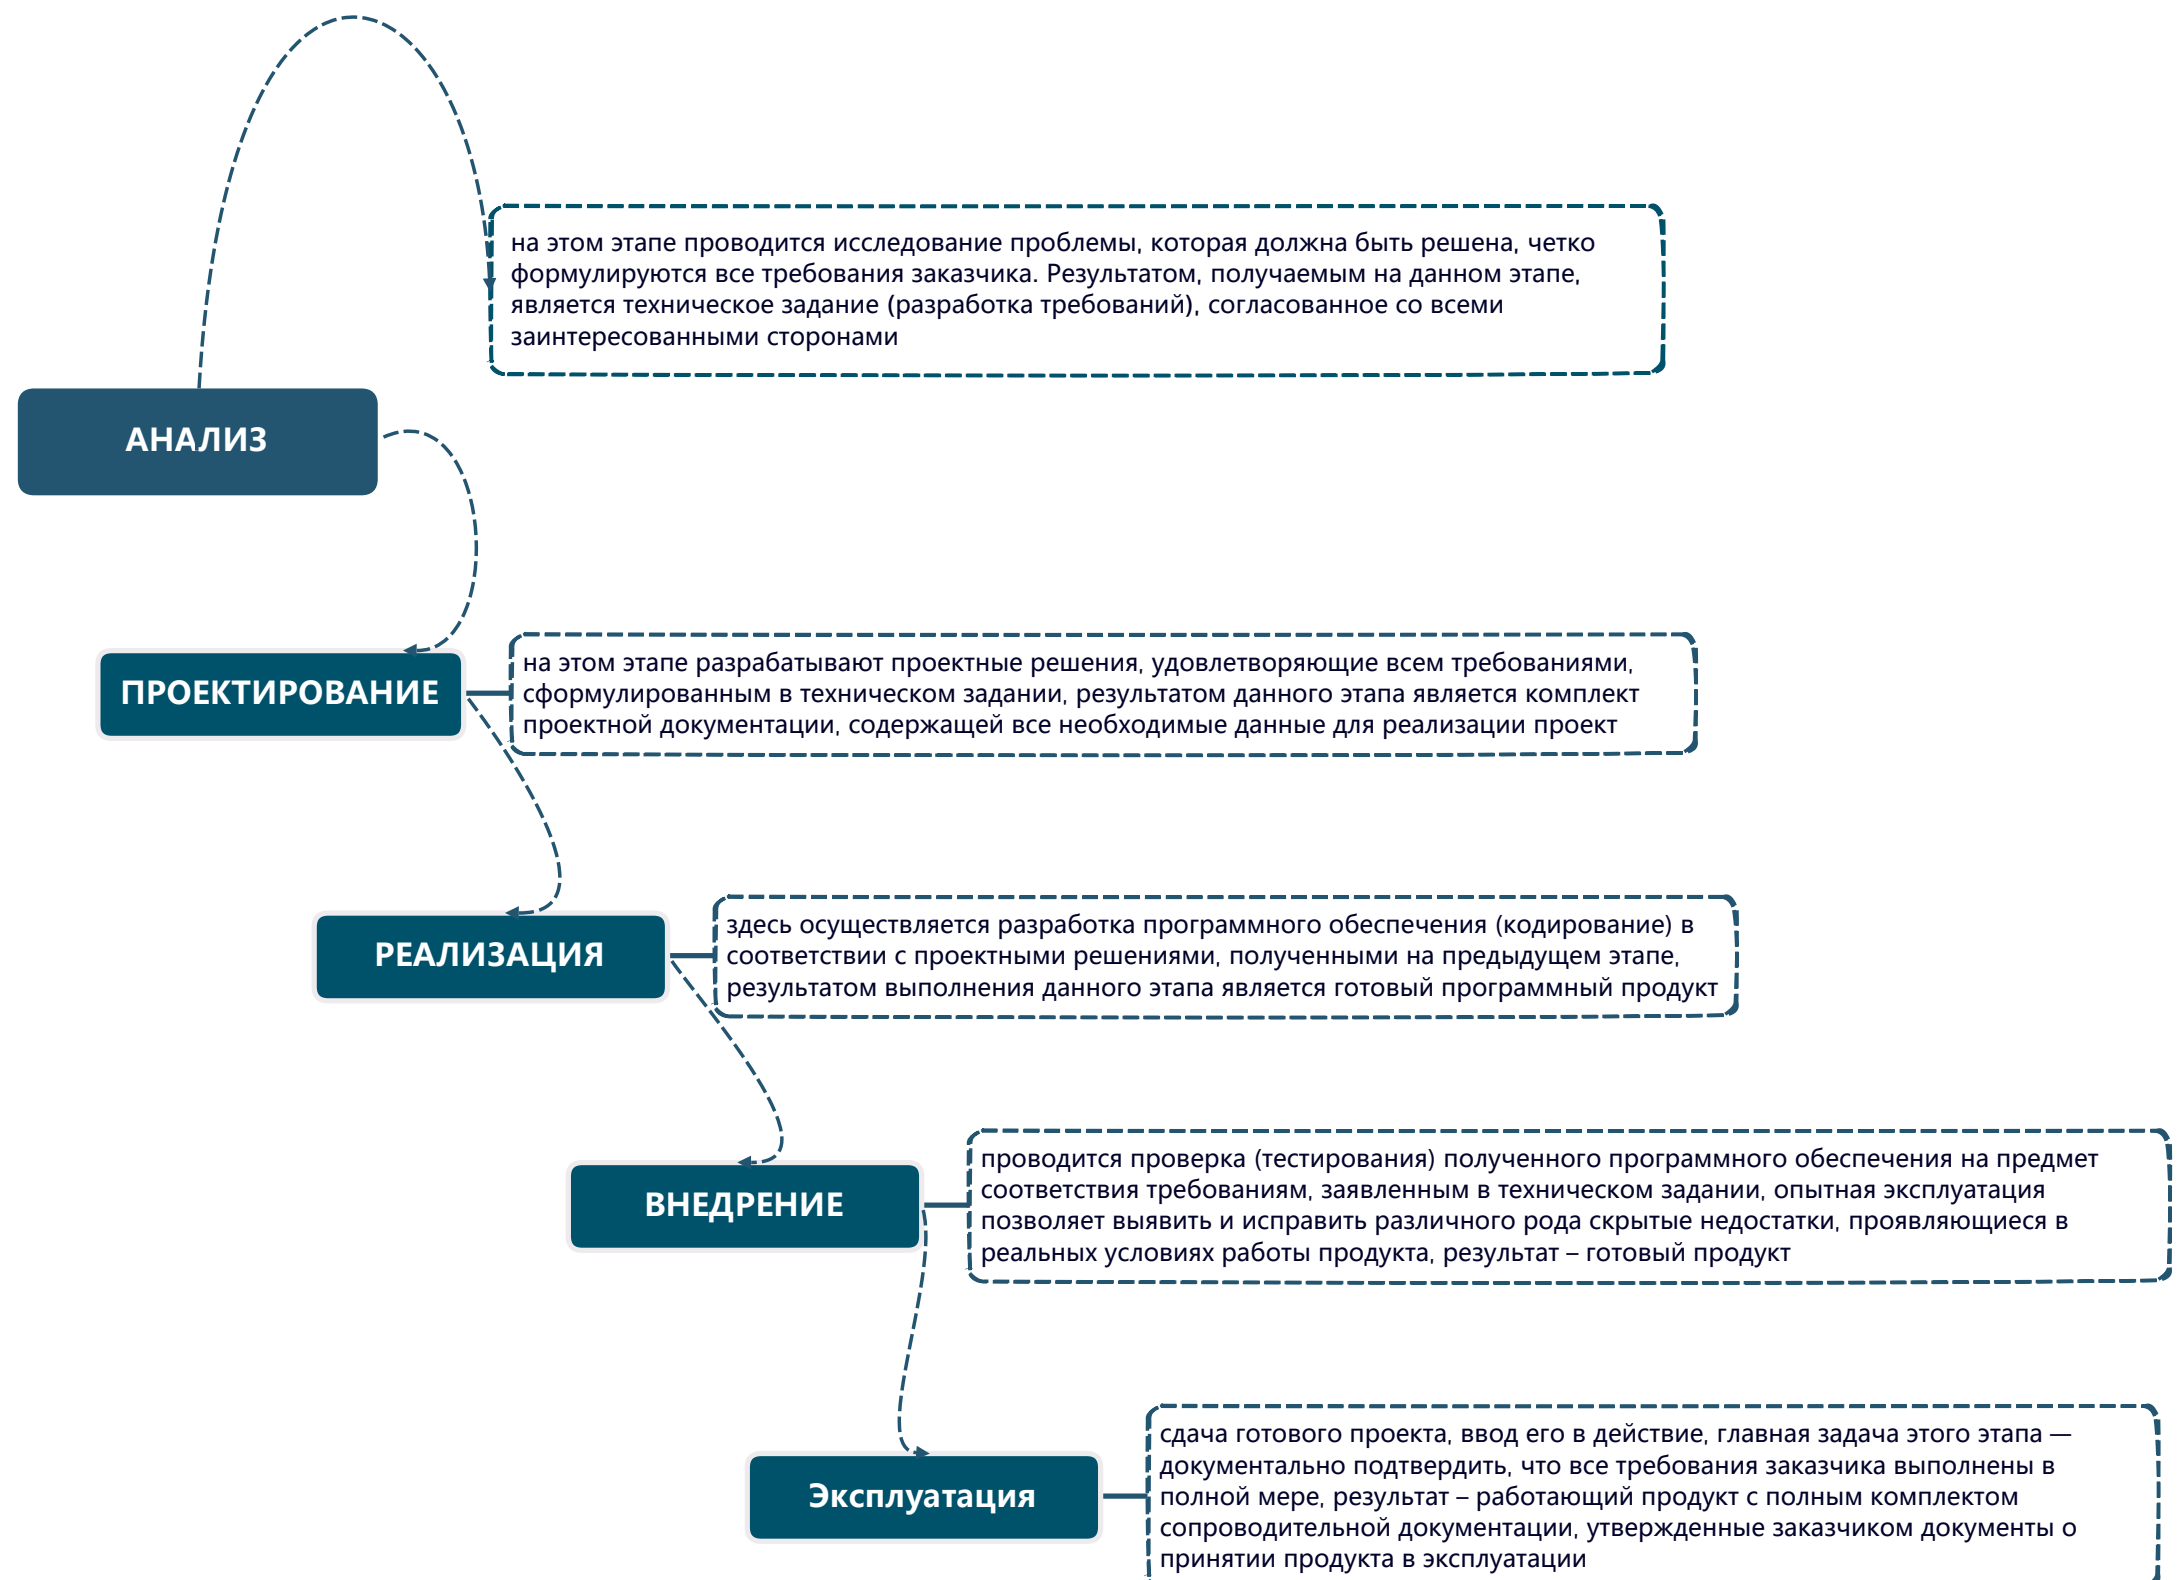 на этом этапе проводится исследование проблемы, которая должна быть решена, четко
формулируются все требования заказчика. Результатом, получаемым на данном этапе,
является техническое задание (разработка требований), согласованное со всеми
заинтересованными сторонами
АНАЛИЗ
ПРОЕКТИРОВАНИЕ
на этом этапе разрабатывают проектные решения, удовлетворяющие всем требованиями,
сформулированным в техническом задании, результатом данного этапа является комплект
проектной документации, содержащей все необходимые данные для реализации проект
РЕАЛИЗАЦИЯ
здесь осуществляется разработка программного обеспечения (кодирование) в
соответствии с проектными решениями, полученными на предыдущем этапе,
результатом выполнения данного этапа является готовый программный продукт
ВНЕДРЕНИЕ
проводится проверка (тестирования) полученного программного обеспечения на предмет
соответствия требованиям, заявленным в техническом задании, опытная эксплуатация
позволяет выявить и исправить различного рода скрытые недостатки, проявляющиеся в
реальных условиях работы продукта, результат – готовый продукт
Эксплуатация
сдача готового проекта, ввод его в действие, главная задача этого этапа —
документально подтвердить, что все требования заказчика выполнены в
полной мере, результат – работающий продукт с полным комплектом
сопроводительной документации, утвержденные заказчиком документы о
принятии продукта в эксплуатации